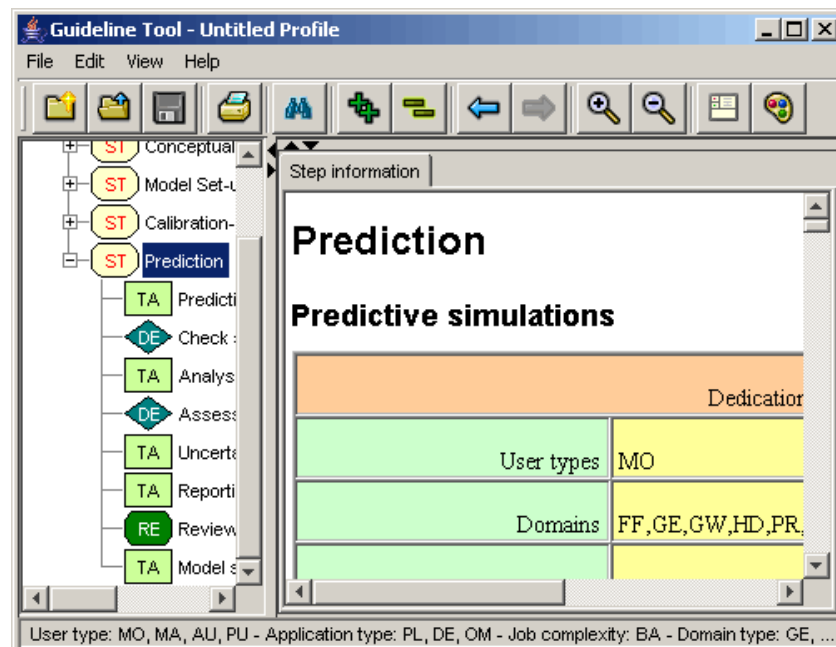 Guideline Tool - Untitled Profile
File Edit View Help
ST Conceptual
ST Model Set-u
ST Calibration-
ST Prediction
TA Predicti
DE Check
TA Analys
DE Assess
TA Uncerta
TA Reporti
RE Review
TA Model s
Step information
Prediction
Predictive simulations
Dedication
User types MO
Domains FF,GE,GW,HD,PR,
User type: MO, MA, AU, PU - Application type: PL, DE, OM - Job complexity: BA - Domain type: GE, ...